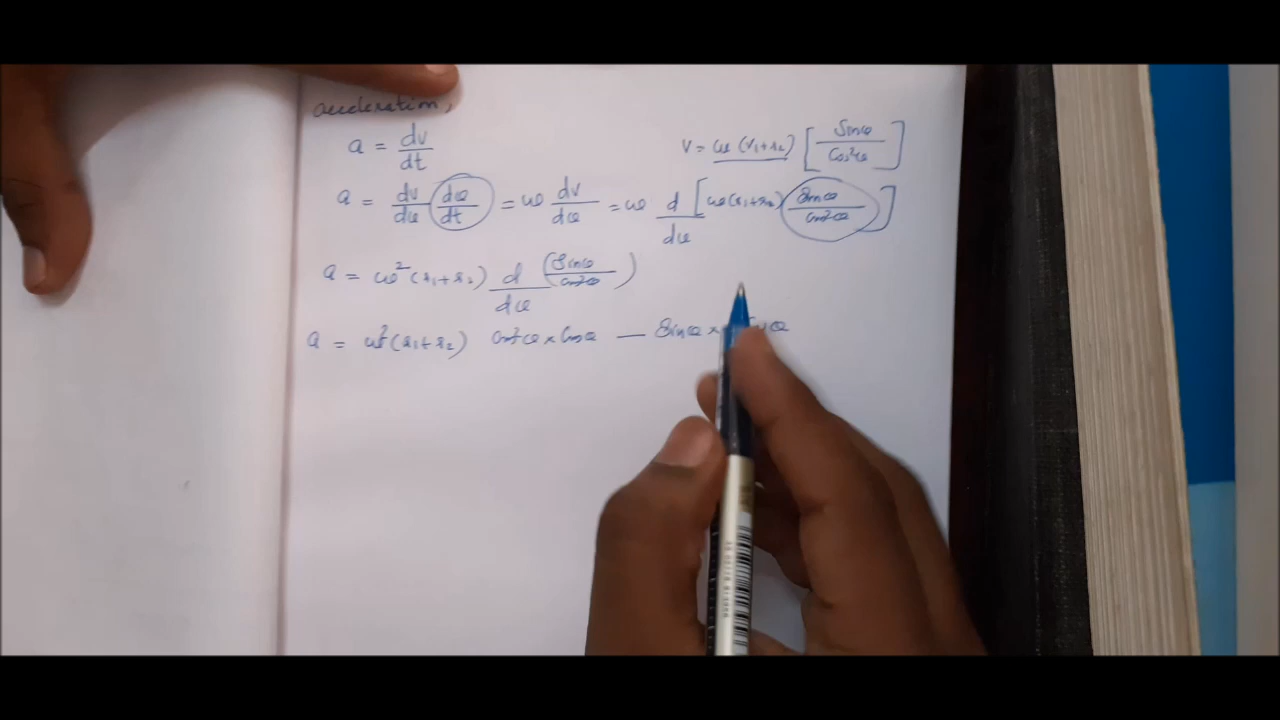 acceleration,
a = dv/dt
V = ω(r₁+r₂) [Sinθ/Cos²θ]
a = dv/dθ dθ/dt = ω dv/dθ = ω d/dθ [ω(r₁+r₂) Sinθ/Cos²θ]
a = ω²(r₁+r₂) d/dθ (Sinθ/Cos²θ)
a = ω²(r₁+r₂) Cos²θ × Cosθ — Sinθ ×